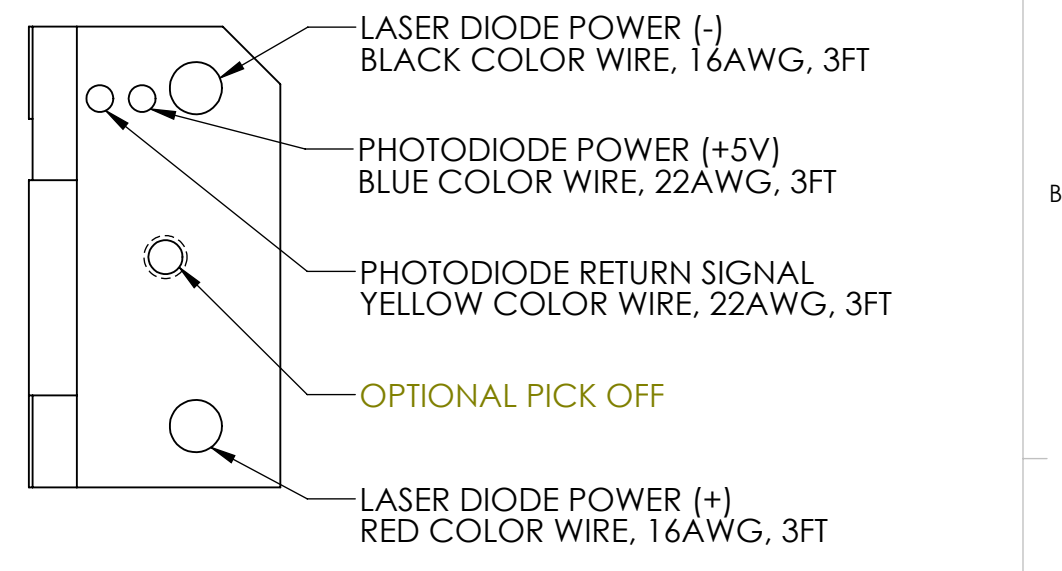 LASER DIODE POWER (-)
BLACK COLOR WIRE, 16AWG, 3FT
PHOTODIODE POWER (+5V)
BLUE COLOR WIRE, 22AWG, 3FT
B
PHOTODIODE RETURN SIGNAL
YELLOW COLOR WIRE, 22AWG, 3FT
OPTIONAL PICK OFF
LASER DIODE POWER (+)
RED COLOR WIRE, 16AWG, 3FT